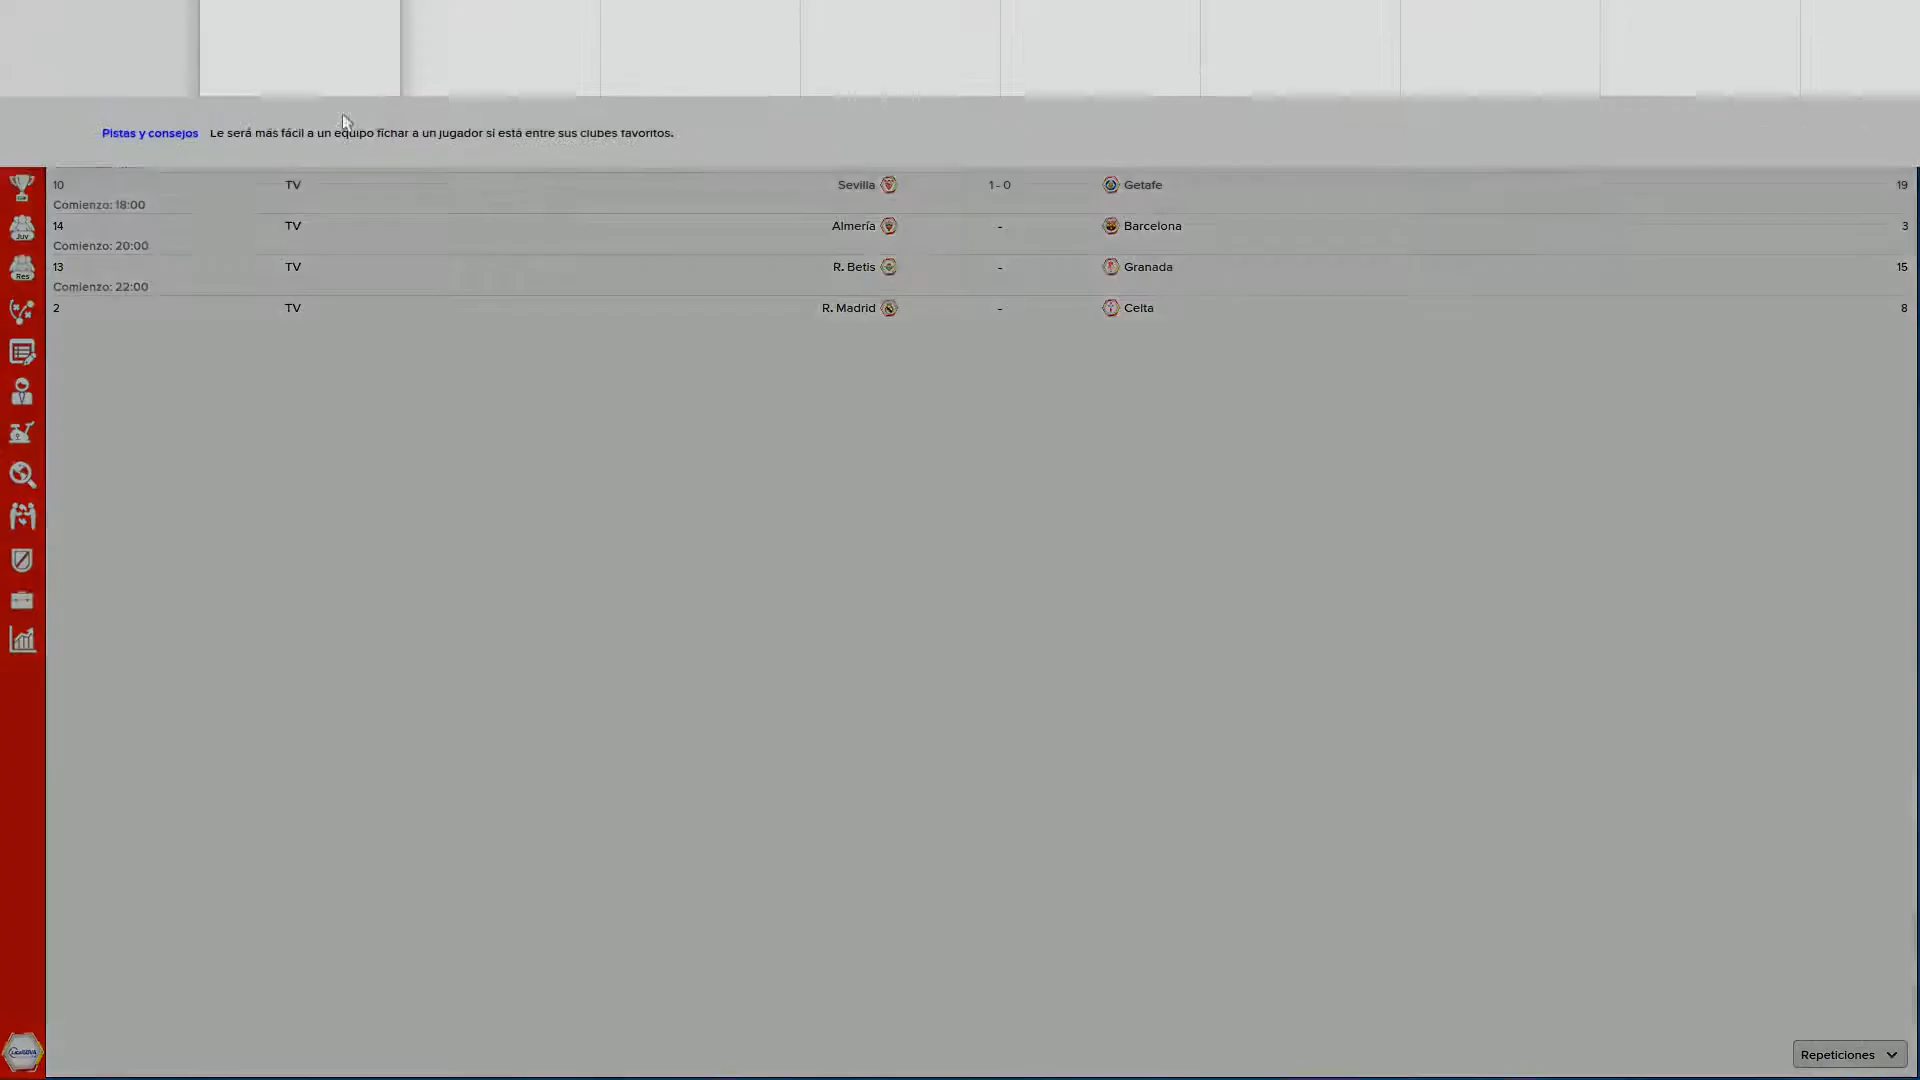 Pistas y consejos Le será más fácil a un equipo fichar a un jugador si está entre sus clubes favoritos.
10 TV Sevilla 1 - 0 Getafe 19
Comienzo: 18:00
14 TV Almería - Barcelona 3
Comienzo: 20:00
13 TV R. Betis - Granada 15
Comienzo: 22:00
2 TV R. Madrid - Celta 8
Juv
Res
Repeticiones